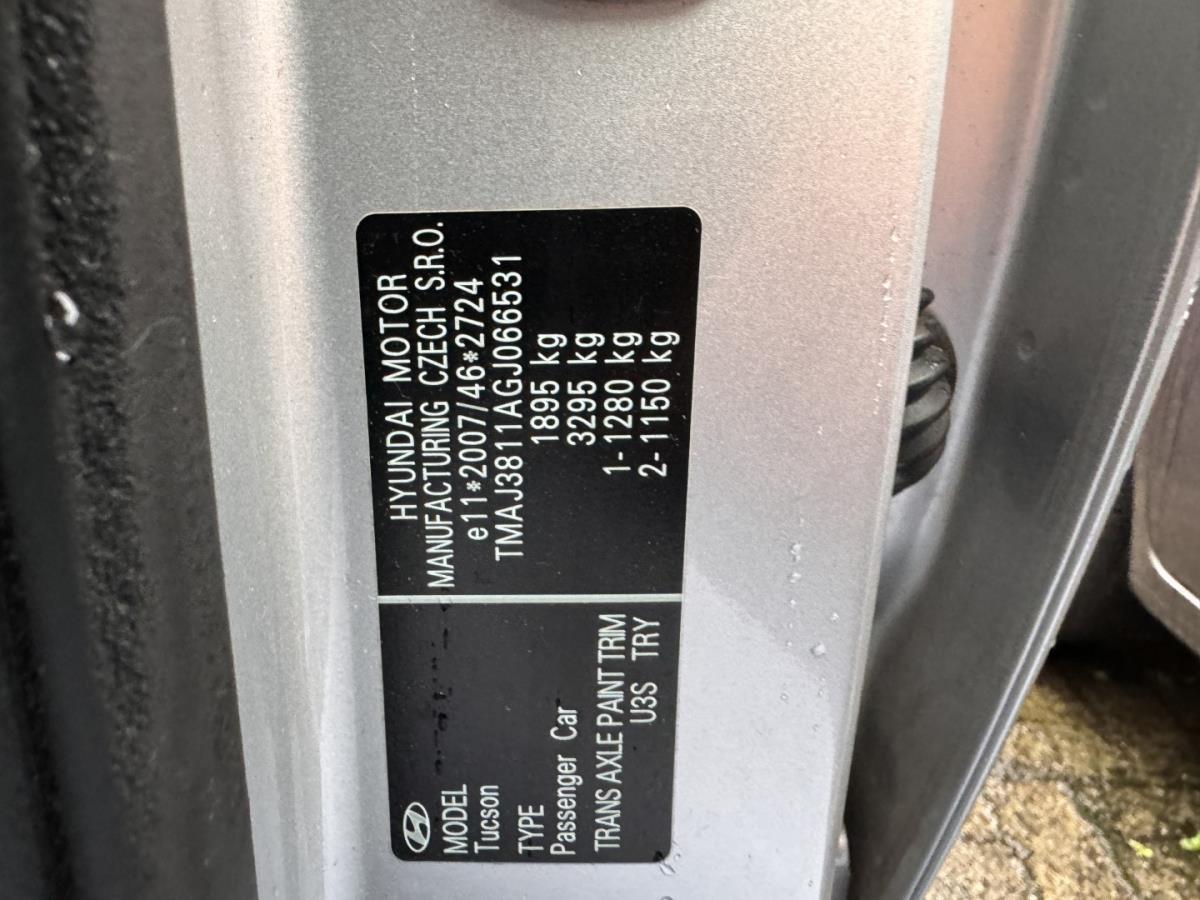 MODEL
Tucson
TYPE
Passenger Car
TRANS AXLE PAINT TRIM
U3S TRY
HYUNDAI MOTOR
MANUFACTURING CZECH S.R.O.
e11*2007/46*2724
TMAJ3811AGJ066531
1895 kg
3295 kg
1- 1280 kg
2- 1150 kg